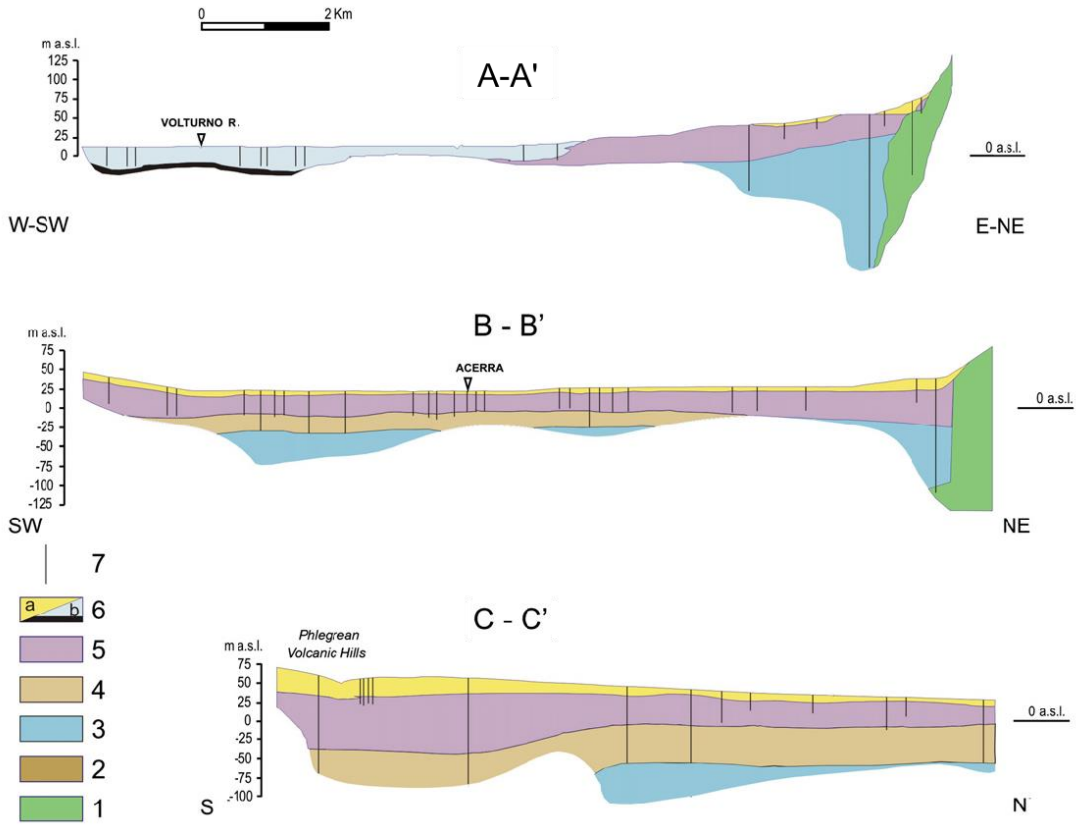 0 2 Km
m a.s.l.
A-A'
125
100
75
50
25
0
VOLTURNO R.
0 a.s.l.
W-SW
E-NE
B - B'
m a.s.l.
75
50
25
0
-25
-50
-75
-100
-125
ACERRA
0 a.s.l.
SW
NE
7
a b 6
5
4
3
2
1
C - C'
Phlegrean
Volcanic Hills
m a.s.l.
75
50
25
0
-25
-50
-75
-100
0 a.s.l.
S
N